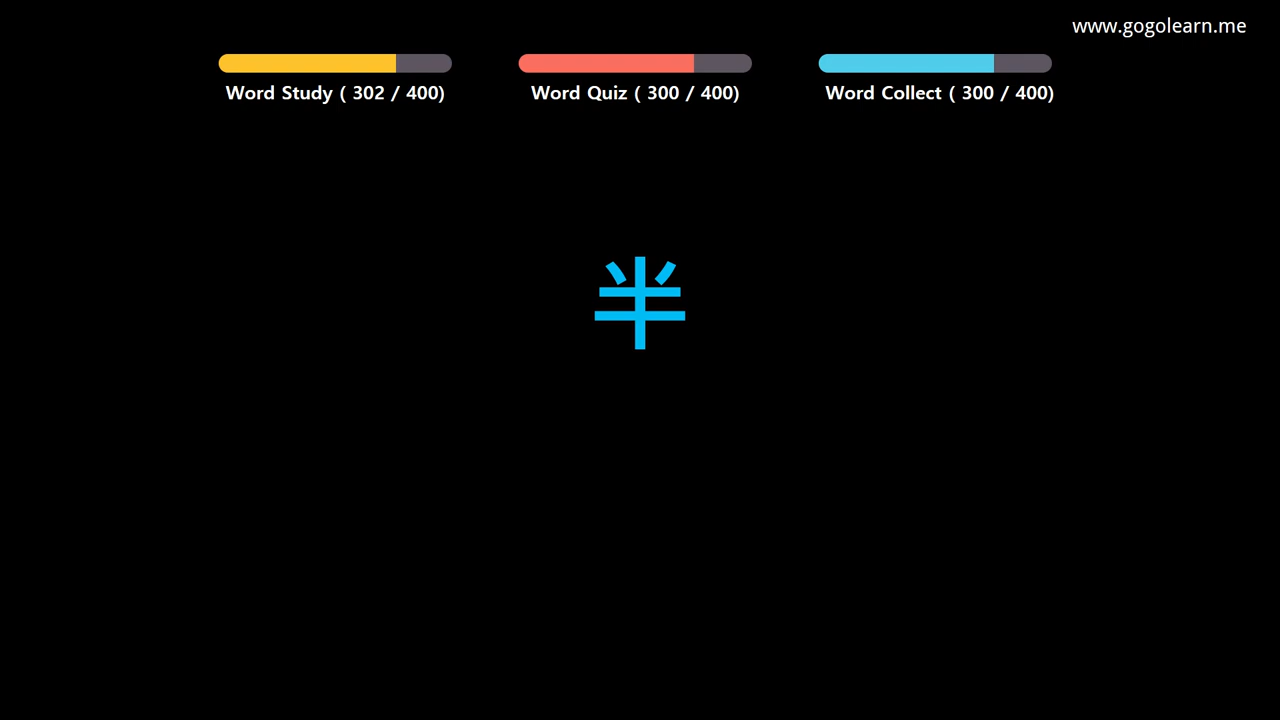 www.gogolearn.me
Word Study ( 302 / 400)
Word Quiz ( 300 / 400)
Word Collect ( 300 / 400)
半